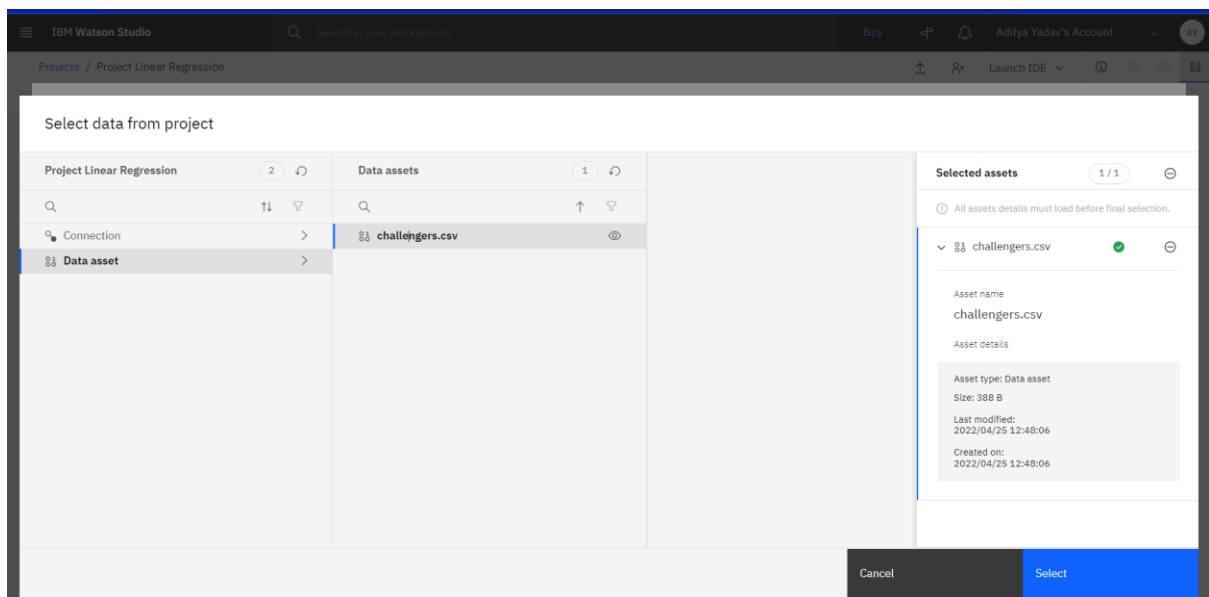 IBM Watson Studio
Search in your workspaces
Buy
Aditya Yadav's Account
AY
Projects / Project Linear Regression
Launch IDE
Select data from project
Project Linear Regression
2
Data assets
1
Selected assets
1/1
All assets details must load before final selection.
Connection
challengers.csv
Data asset
challengers.csv
Asset name
challengers.csv
Asset details
Asset type: Data asset
Size: 388 B
Last modified:
2022/04/25 12:48:06
Created on:
2022/04/25 12:48:06
Cancel
Select